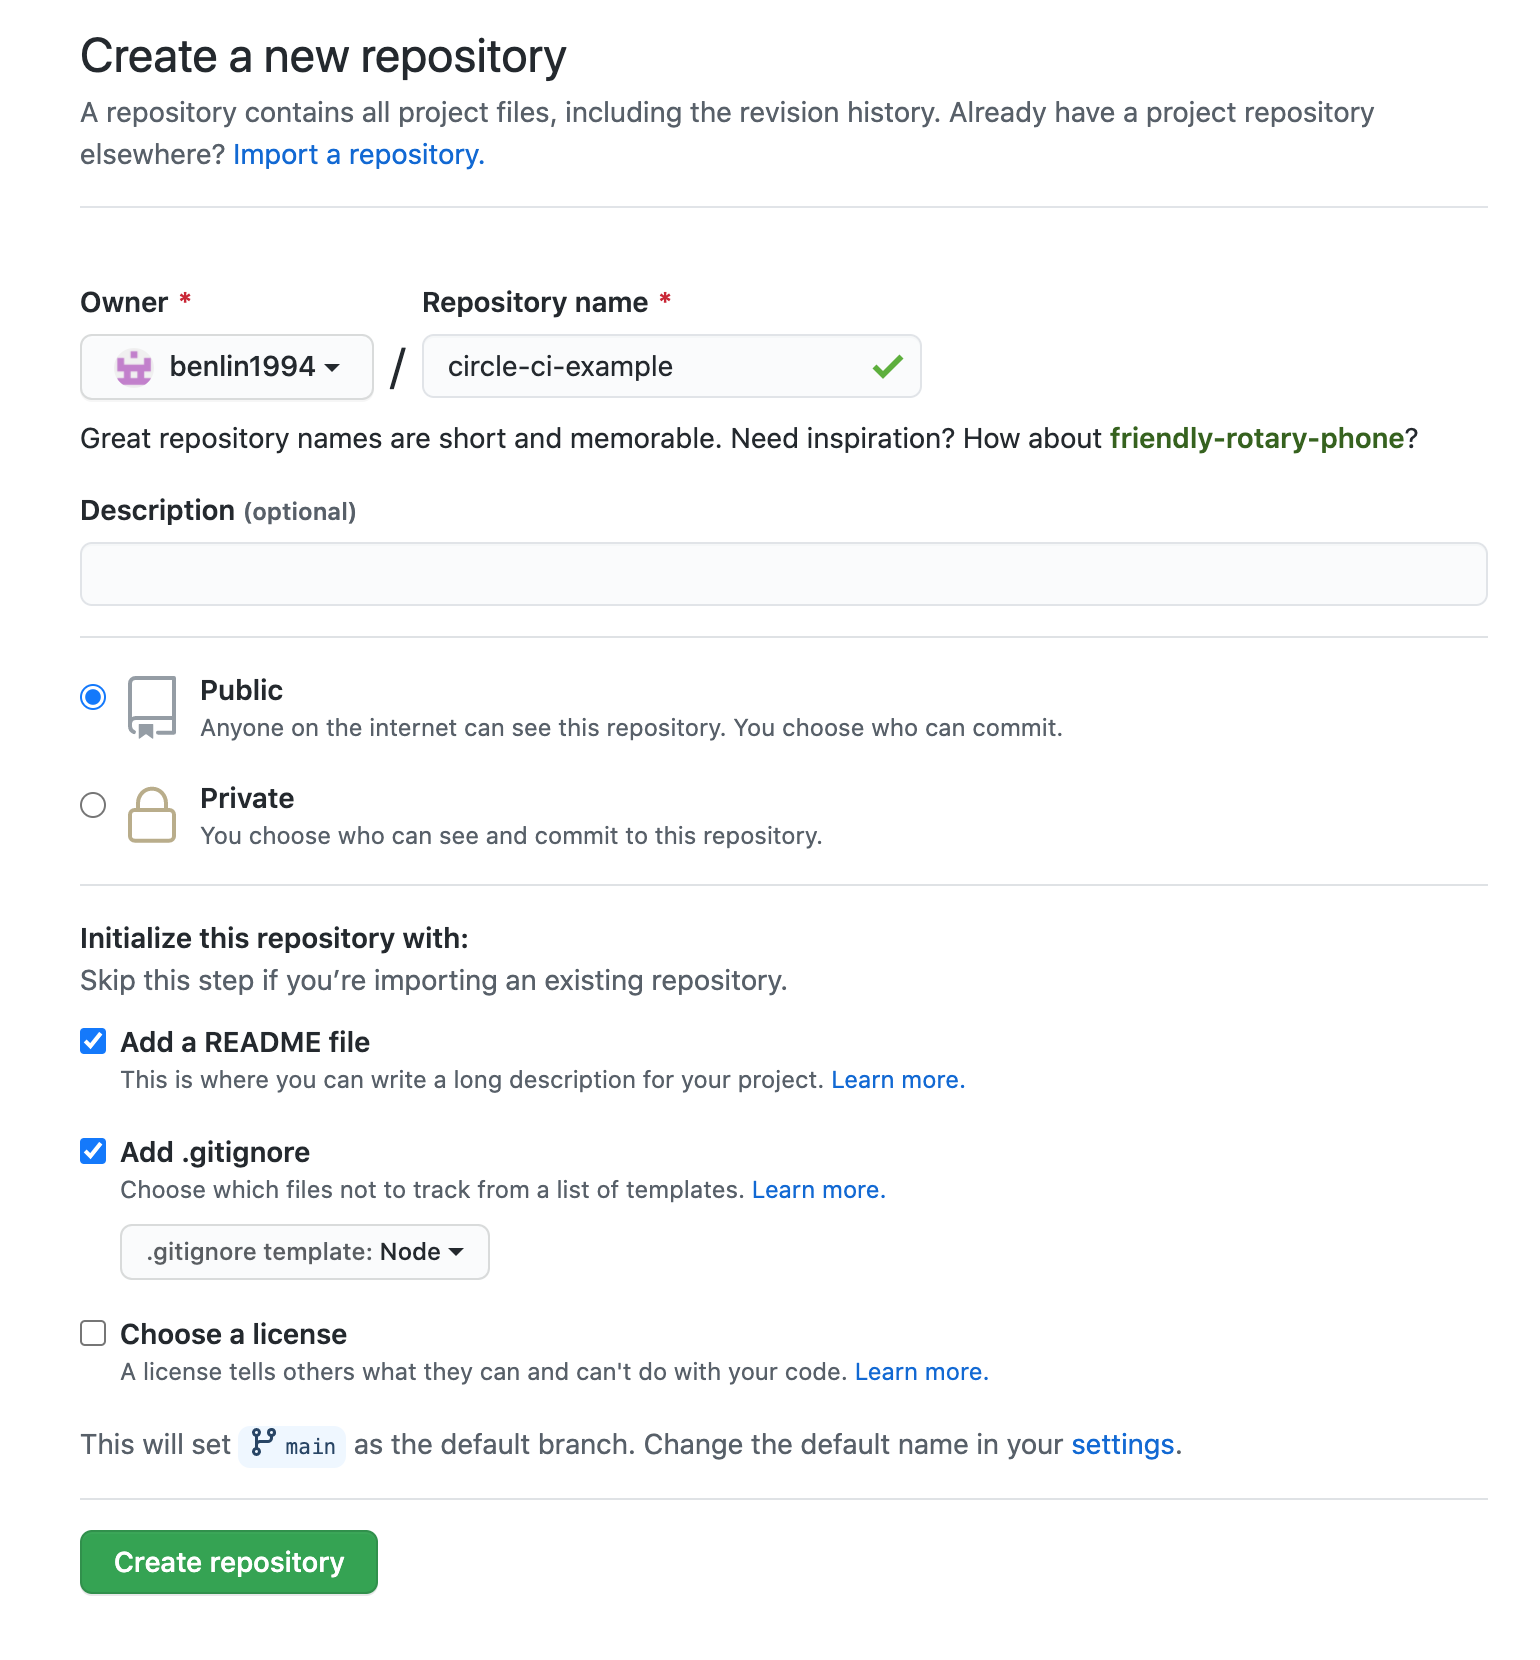 Create a new repository
A repository contains all project files, including the revision history. Already have a project repository
elsewhere? Import a repository.
Owner *
Repository name *
benlin1994
/
circle-ci-example
Great repository names are short and memorable. Need inspiration? How about friendly-rotary-phone?
Description (optional)
Public
Anyone on the internet can see this repository. You choose who can commit.
Private
You choose who can see and commit to this repository.
Initialize this repository with:
Skip this step if you’re importing an existing repository.
Add a README file
This is where you can write a long description for your project. Learn more.
Add .gitignore
Choose which files not to track from a list of templates. Learn more.
.gitignore template: Node
Choose a license
A license tells others what they can and can't do with your code. Learn more.
This will set main as the default branch. Change the default name in your settings.
Create repository